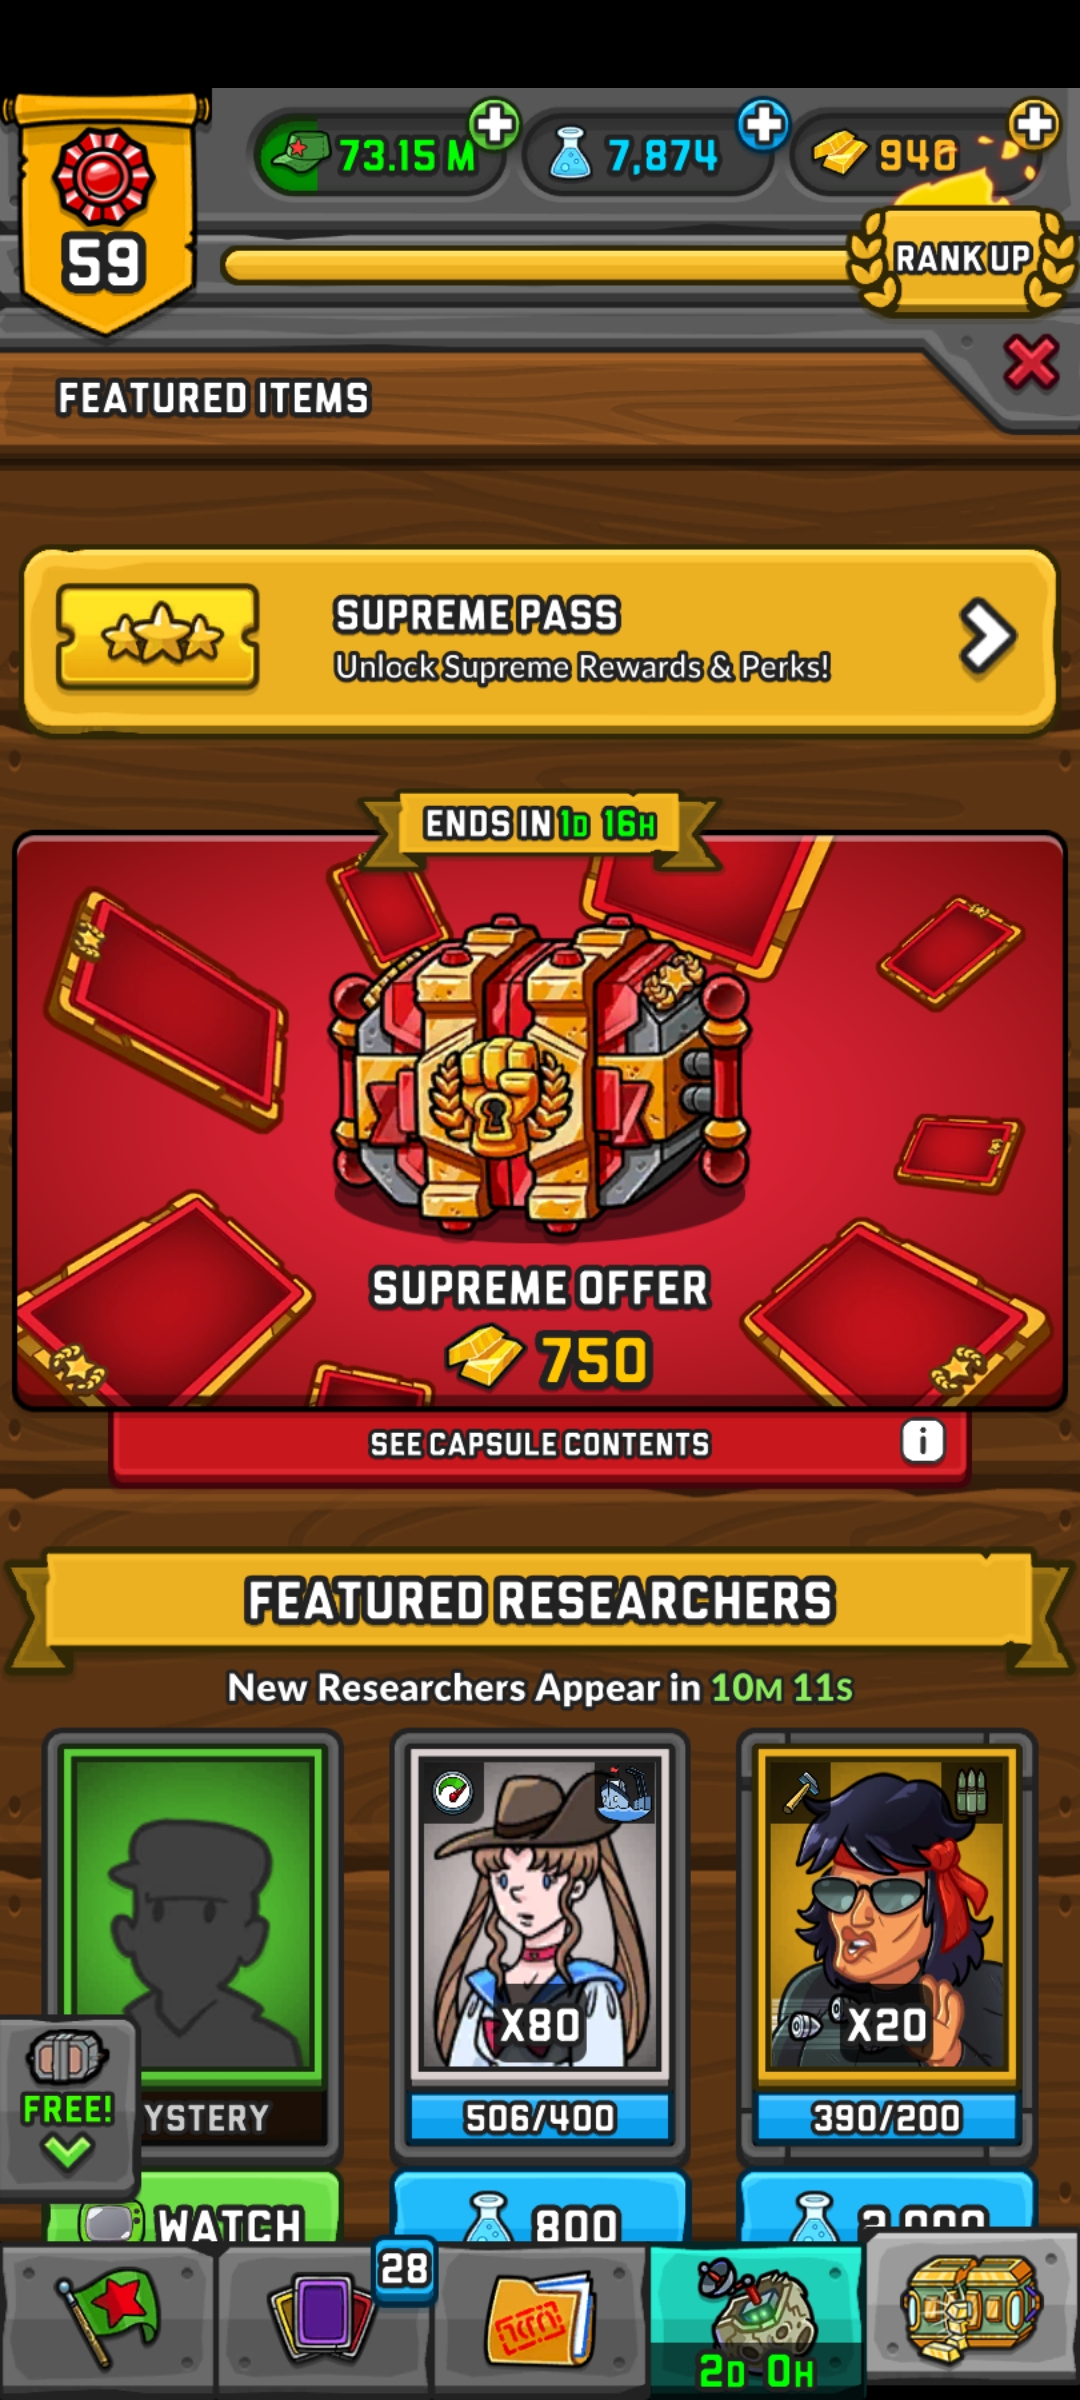 73.15 M
7,874
940
59
RANK UP
FEATURED ITEMS
SUPREME PASS
Unlock Supreme Rewards & Perks!
ENDS IN 1D 16H
SUPREME OFFER
750
SEE CAPSULE CONTENTS
i
FEATURED RESEARCHERS
New Researchers Appear in 10M 11S
X80
X20
FREE!
YSTERY
506/400
390/200
WATCH
800
28
2D 0H